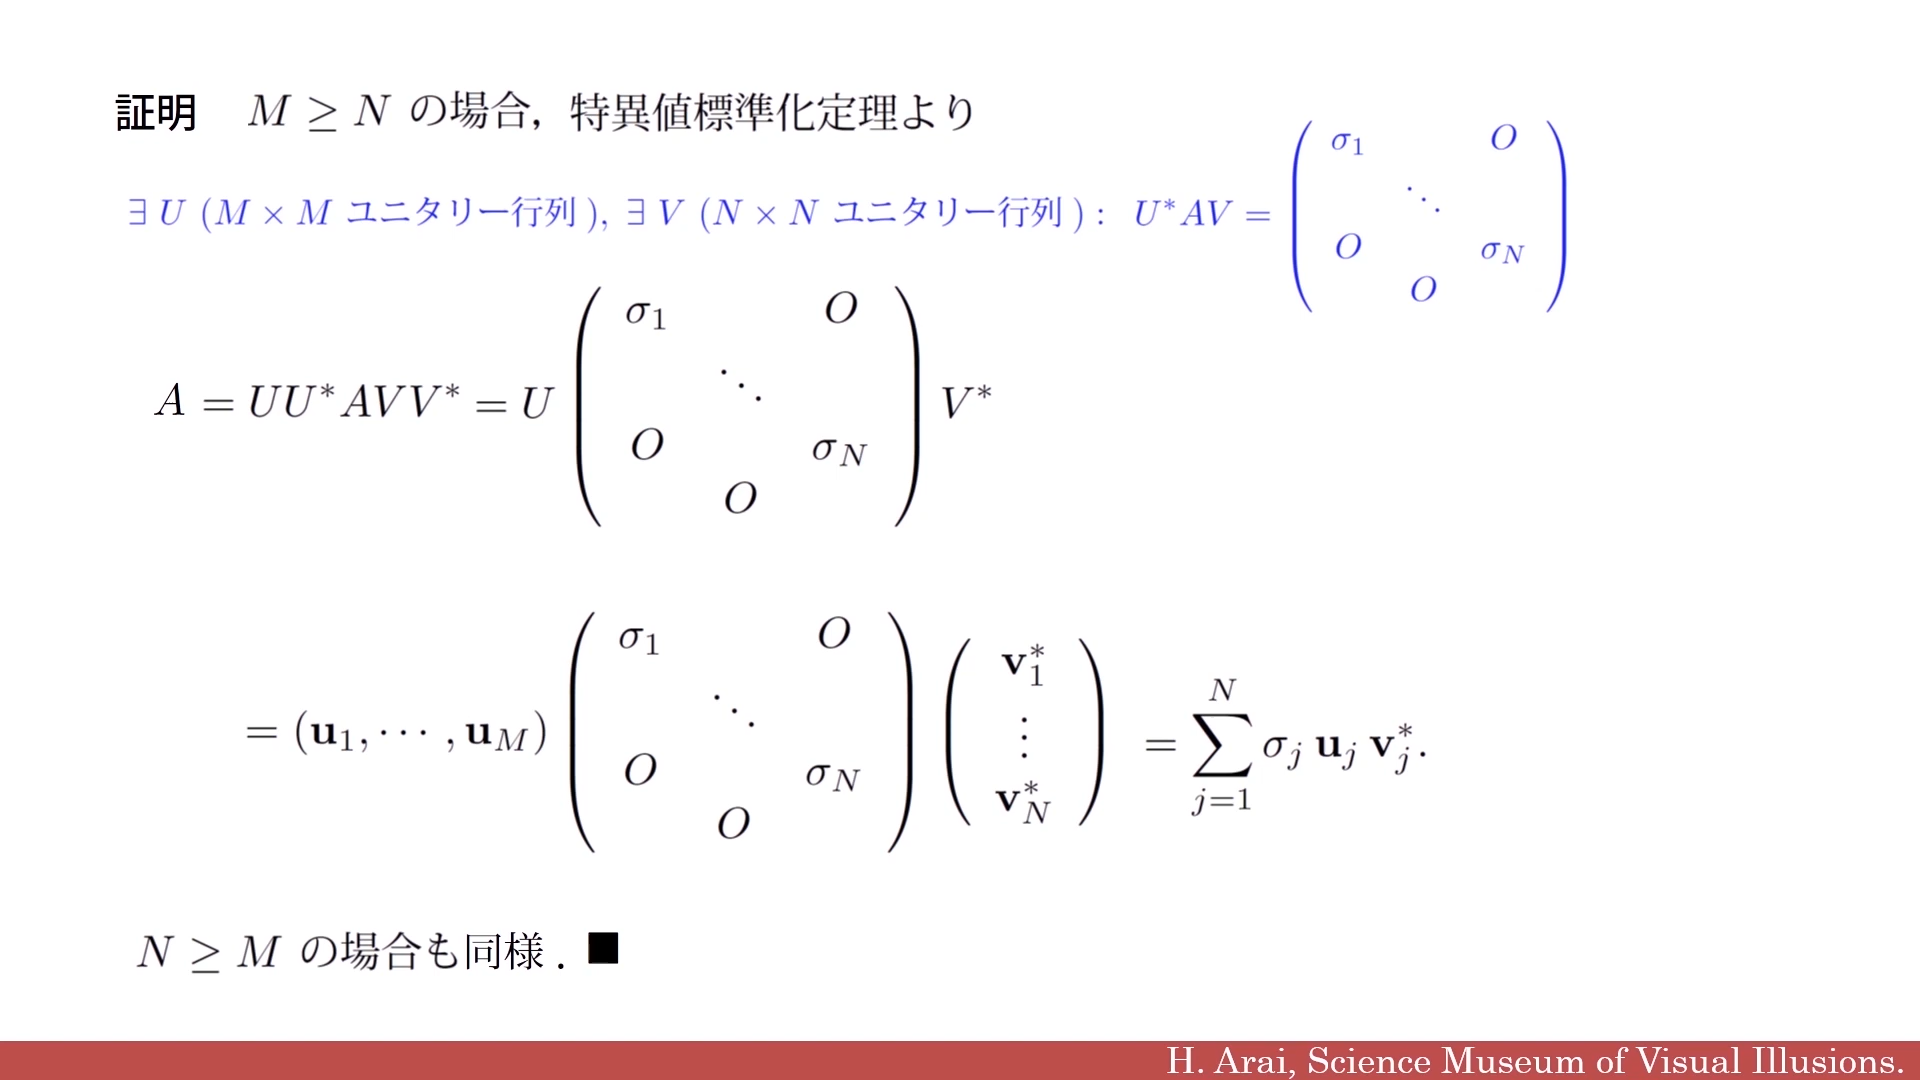 証明 M ≥ N の場合, 特異値標準化定理より
∃ U (M × M ユニタリー行列), ∃ V (N × N ユニタリー行列): U*AV = ( σ₁ O ⋱ O σ_N O )
A = UU*AVV* = U ( σ₁ O ⋱ O σ_N O ) V*
= (u₁, ⋯, u_M) ( σ₁ O ⋱ O σ_N O ) ( v₁* ⋮ v_N* ) = ∑_{j=1}^{N} σ_j u_j v_j*.
N ≥ M の場合も同様. ■
H. Arai, Science Museum of Visual Illusions.